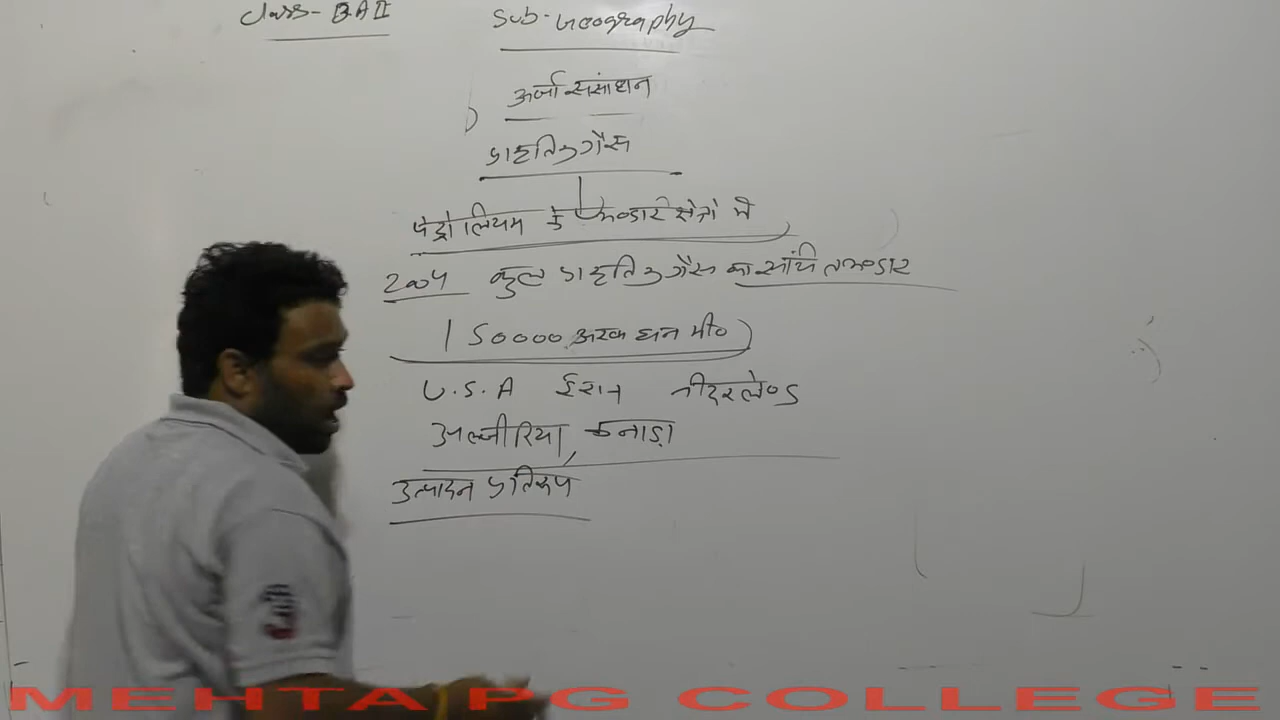 Class- B.A II Sub- Geography
ऊर्जा संसाधन
प्राकृतिक गैस
पेट्रोलियम के भण्डारे क्षेत्रों में
2004 कुल प्राकृतिक गैस का सांचीत भण्डार
150000 अरब घन मी०
U.S.A ईरान नीदरलैण्ड
अल्जीरिया, कनाडा
उत्पादन प्रतिरूप
MEHTA PG COLLEGE